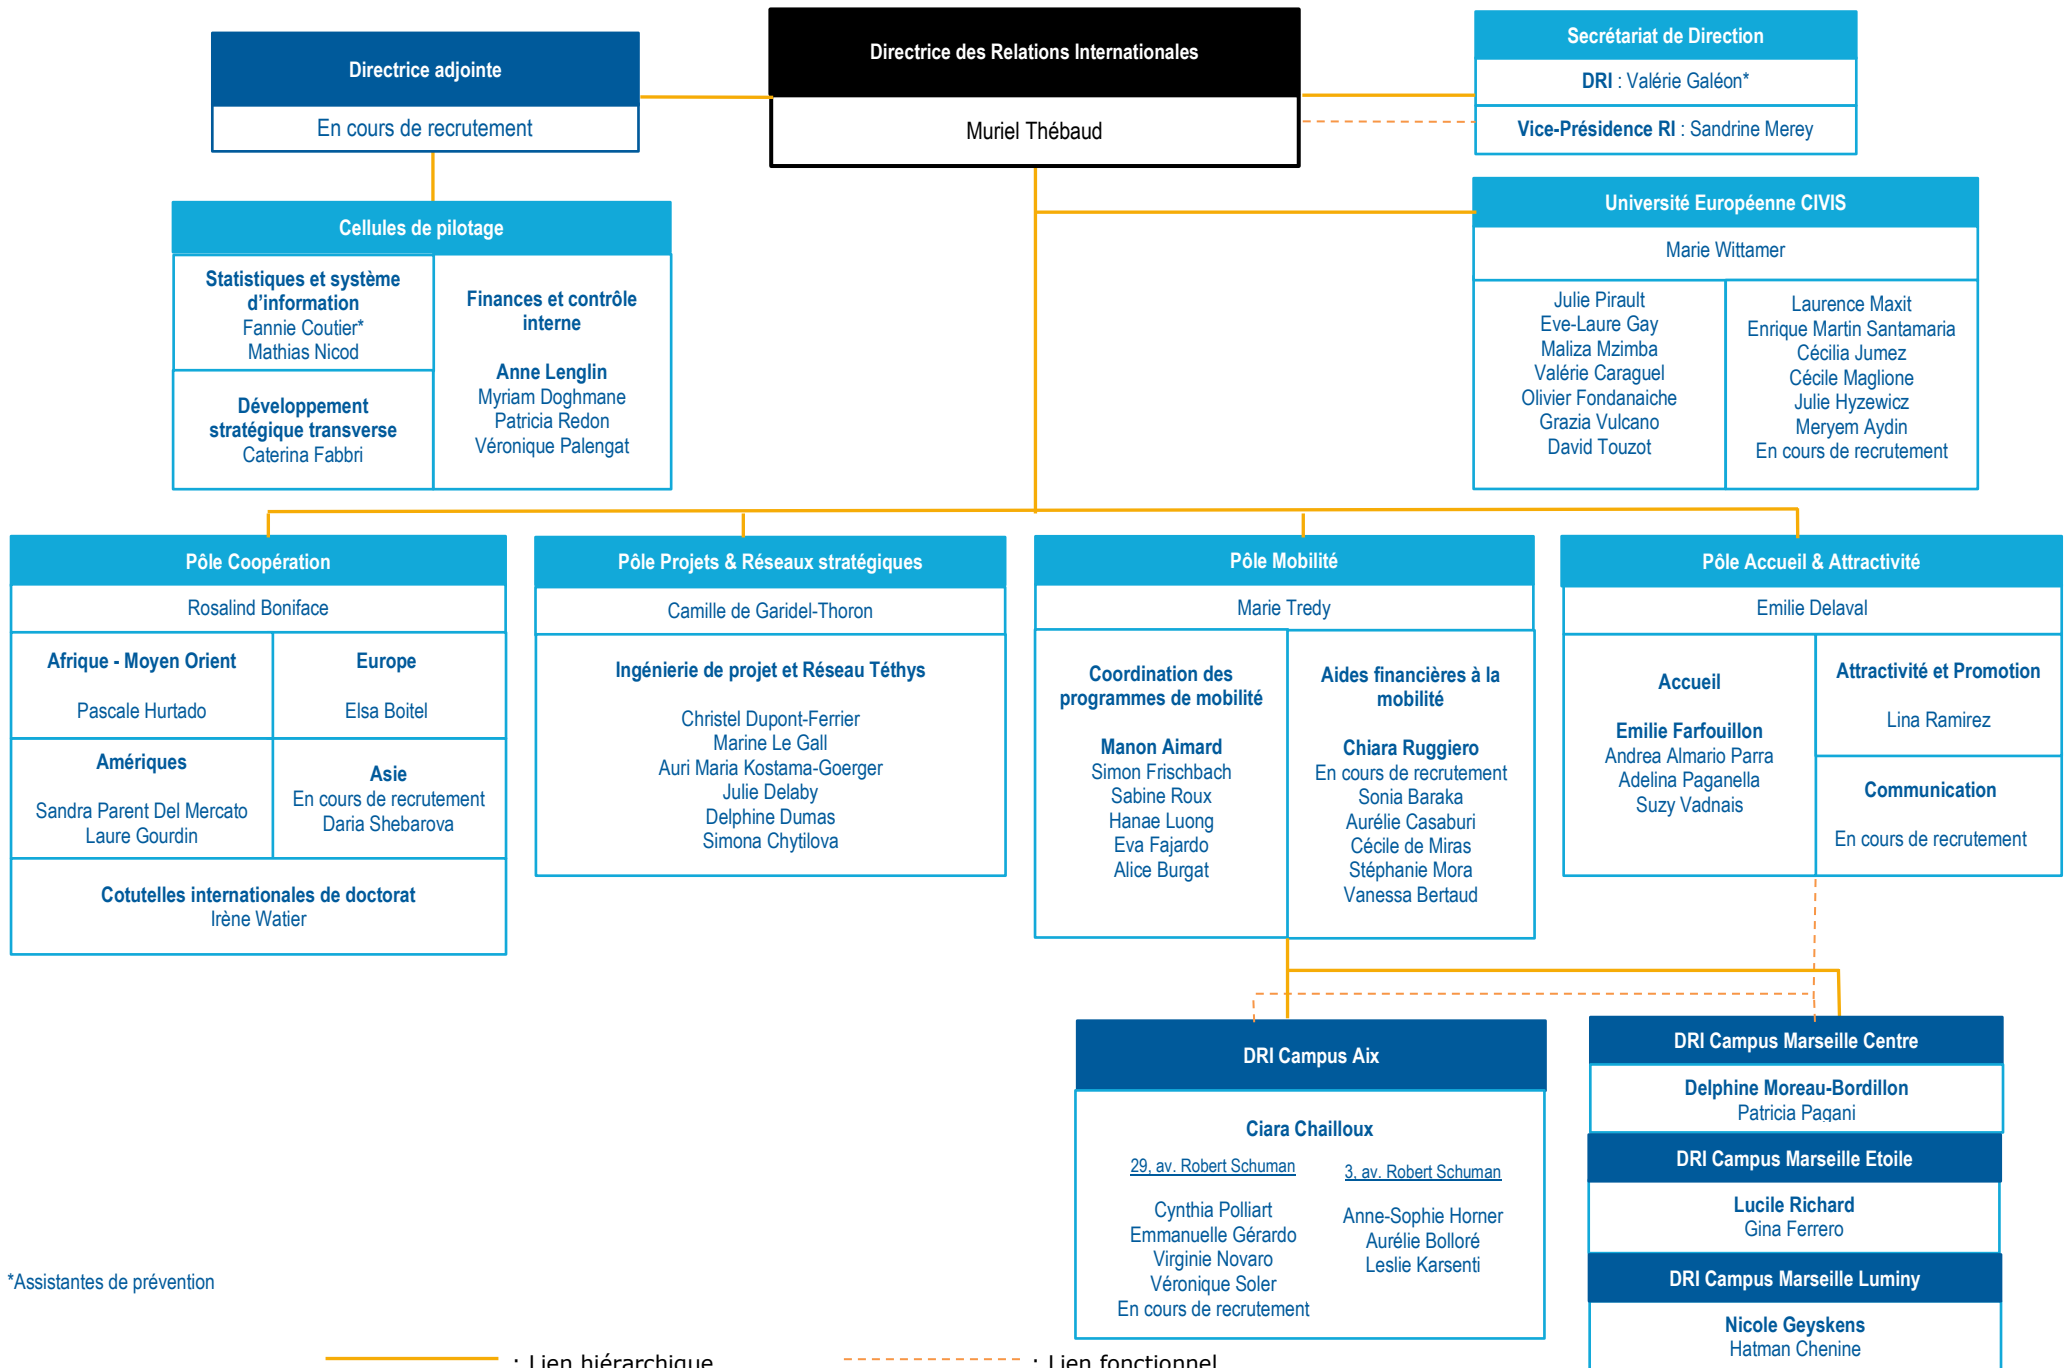 Directrice des Relations Internationales
Muriel Thébaud
Directrice adjointe
En cours de recrutement
Secrétariat de Direction
DRI : Valérie Galéon*
Vice-Présidence RI : Sandrine Merey
Cellules de pilotage
Statistiques et système
d'information
Fannie Coutier*
Mathias Nicod
Développement
stratégique transverse
Caterina Fabbri
Finances et contrôle
interne
Anne Lenglin
Myriam Doghmane
Patricia Redon
Véronique Palengat
Université Européenne CIVIS
Marie Wittamer
Julie Pirault
Eve-Laure Gay
Maliza Mzimba
Valérie Caraguel
Olivier Fondanaiche
Grazia Vulcano
David Touzot
Laurence Maxit
Enrique Martin Santamaria
Cécilia Jumez
Cécile Maglione
Julie Hyzewicz
Meryem Aydin
En cours de recrutement
Pôle Coopération
Rosalind Boniface
Afrique - Moyen Orient
Pascale Hurtado
Europe
Elsa Boitel
Amériques
Sandra Parent Del Mercato
Laure Gourdin
Asie
En cours de recrutement
Daria Shebarova
Cotutelles internationales de doctorat
Irène Watier
Pôle Projets & Réseaux stratégiques
Camille de Garidel-Thoron
Ingénierie de projet et Réseau Téthys
Christel Dupont-Ferrier
Marine Le Gall
Auri Maria Kostama-Goerger
Julie Delaby
Delphine Dumas
Simona Chytilova
Pôle Mobilité
Marie Tredy
Coordination des
programmes de mobilité
Manon Aimard
Simon Frischbach
Sabine Roux
Hanae Luong
Eva Fajardo
Alice Burgat
Aides financières à la
mobilité
Chiara Ruggiero
En cours de recrutement
Sonia Baraka
Aurélie Casaburi
Cécile de Miras
Stéphanie Mora
Vanessa Bertaud
Pôle Accueil & Attractivité
Emilie Delaval
Accueil
Emilie Farfouillon
Andrea Almario Parra
Adelina Paganella
Suzy Vadnais
Attractivité et Promotion
Lina Ramirez
Communication
En cours de recrutement
DRI Campus Aix
Ciara Chailloux
29, av. Robert Schuman
Cynthia Polliart
Emmanuelle Gérardo
Virginie Novaro
Véronique Soler
En cours de recrutement
3, av. Robert Schuman
Anne-Sophie Horner
Aurélie Bolloré
Leslie Karsenti
DRI Campus Marseille Centre
Delphine Moreau-Bordillon
Patricia Pagani
DRI Campus Marseille Etoile
Lucile Richard
Gina Ferrero
DRI Campus Marseille Luminy
Nicole Geyskens
Hatman Chenine
*Assistantes de prévention
: Lien hiérarchique
: Lien fonctionnel